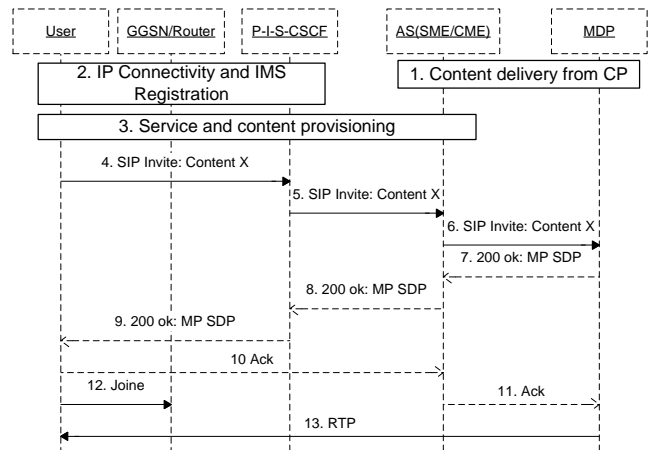 User
GGSN/Router
P-I-S-CSCF
AS(SME/CME)
MDP
2. IP Connectivity and IMS
Registration
1. Content delivery from CP
3. Service and content provisioning
4. SIP Invite: Content X
5. SIP Invite: Content X
6. SIP Invite: Content X
7. 200 ok: MP SDP
8. 200 ok: MP SDP
9. 200 ok: MP SDP
10 Ack
12. Joine
11. Ack
13. RTP